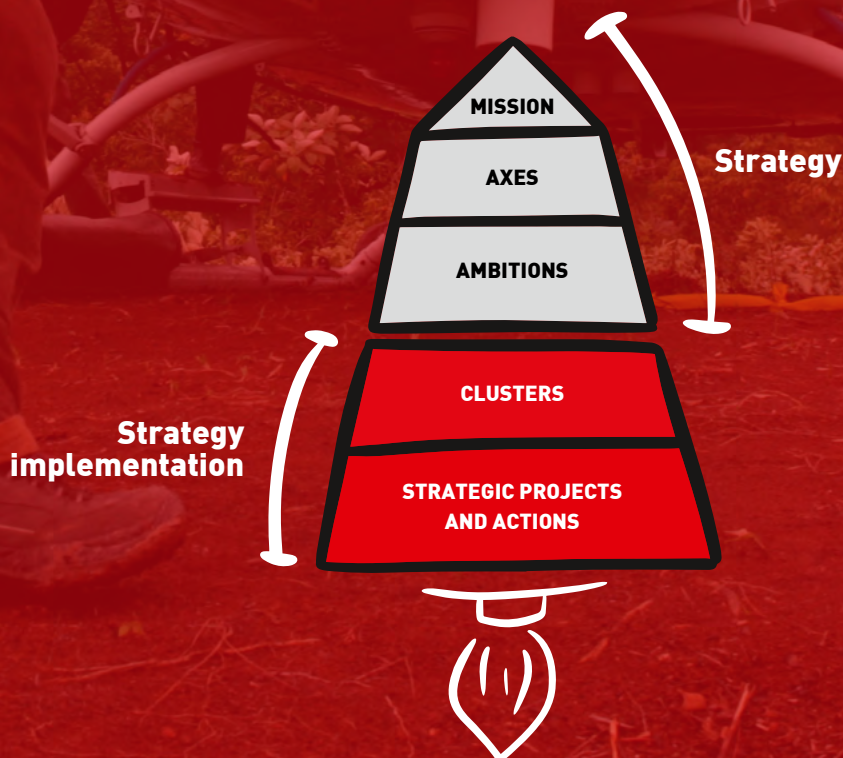 MISSION
Strategy
AXES
AMBITIONS
CLUSTERS
Strategy
implementation
STRATEGIC PROJECTS
AND ACTIONS